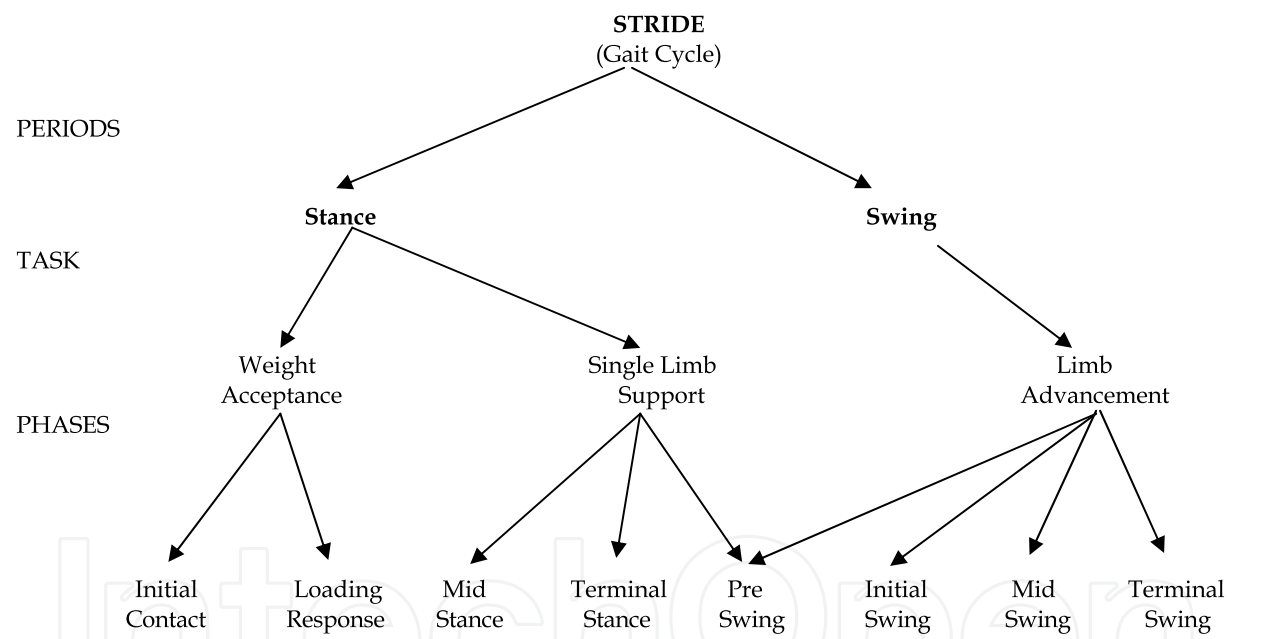 STRIDE
(Gait Cycle)
PERIODS
Stance Swing
TASK
Weight Single Limb Limb
Acceptance Support Advancement
PHASES
Initial Loading Mid Terminal Pre Initial Mid Terminal
Contact Response Stance Stance Swing Swing Swing Swing
IntechOpen